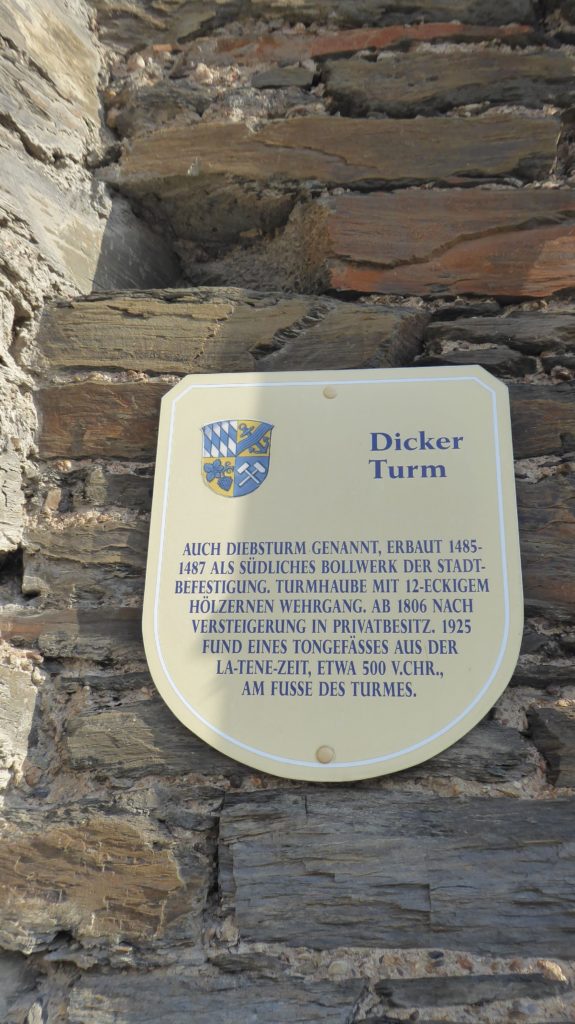 Dicker
Turm
AUCH DIEBSTURM GENANNT, ERBAUT 1485-
1487 ALS SÜDLICHES BOLLWERK DER STADT-
BEFESTIGUNG. TURMHAUBE MIT 12-ECKIGEM
HÖLZERNEN WEHRGANG. AB 1806 NACH
VERSTEIGERUNG IN PRIVATBESITZ. 1925
FUND EINES TONGEFÄSSES AUS DER
LA-TENE-ZEIT, ETWA 500 V.CHR.,
AM FUSSE DES TURMES.